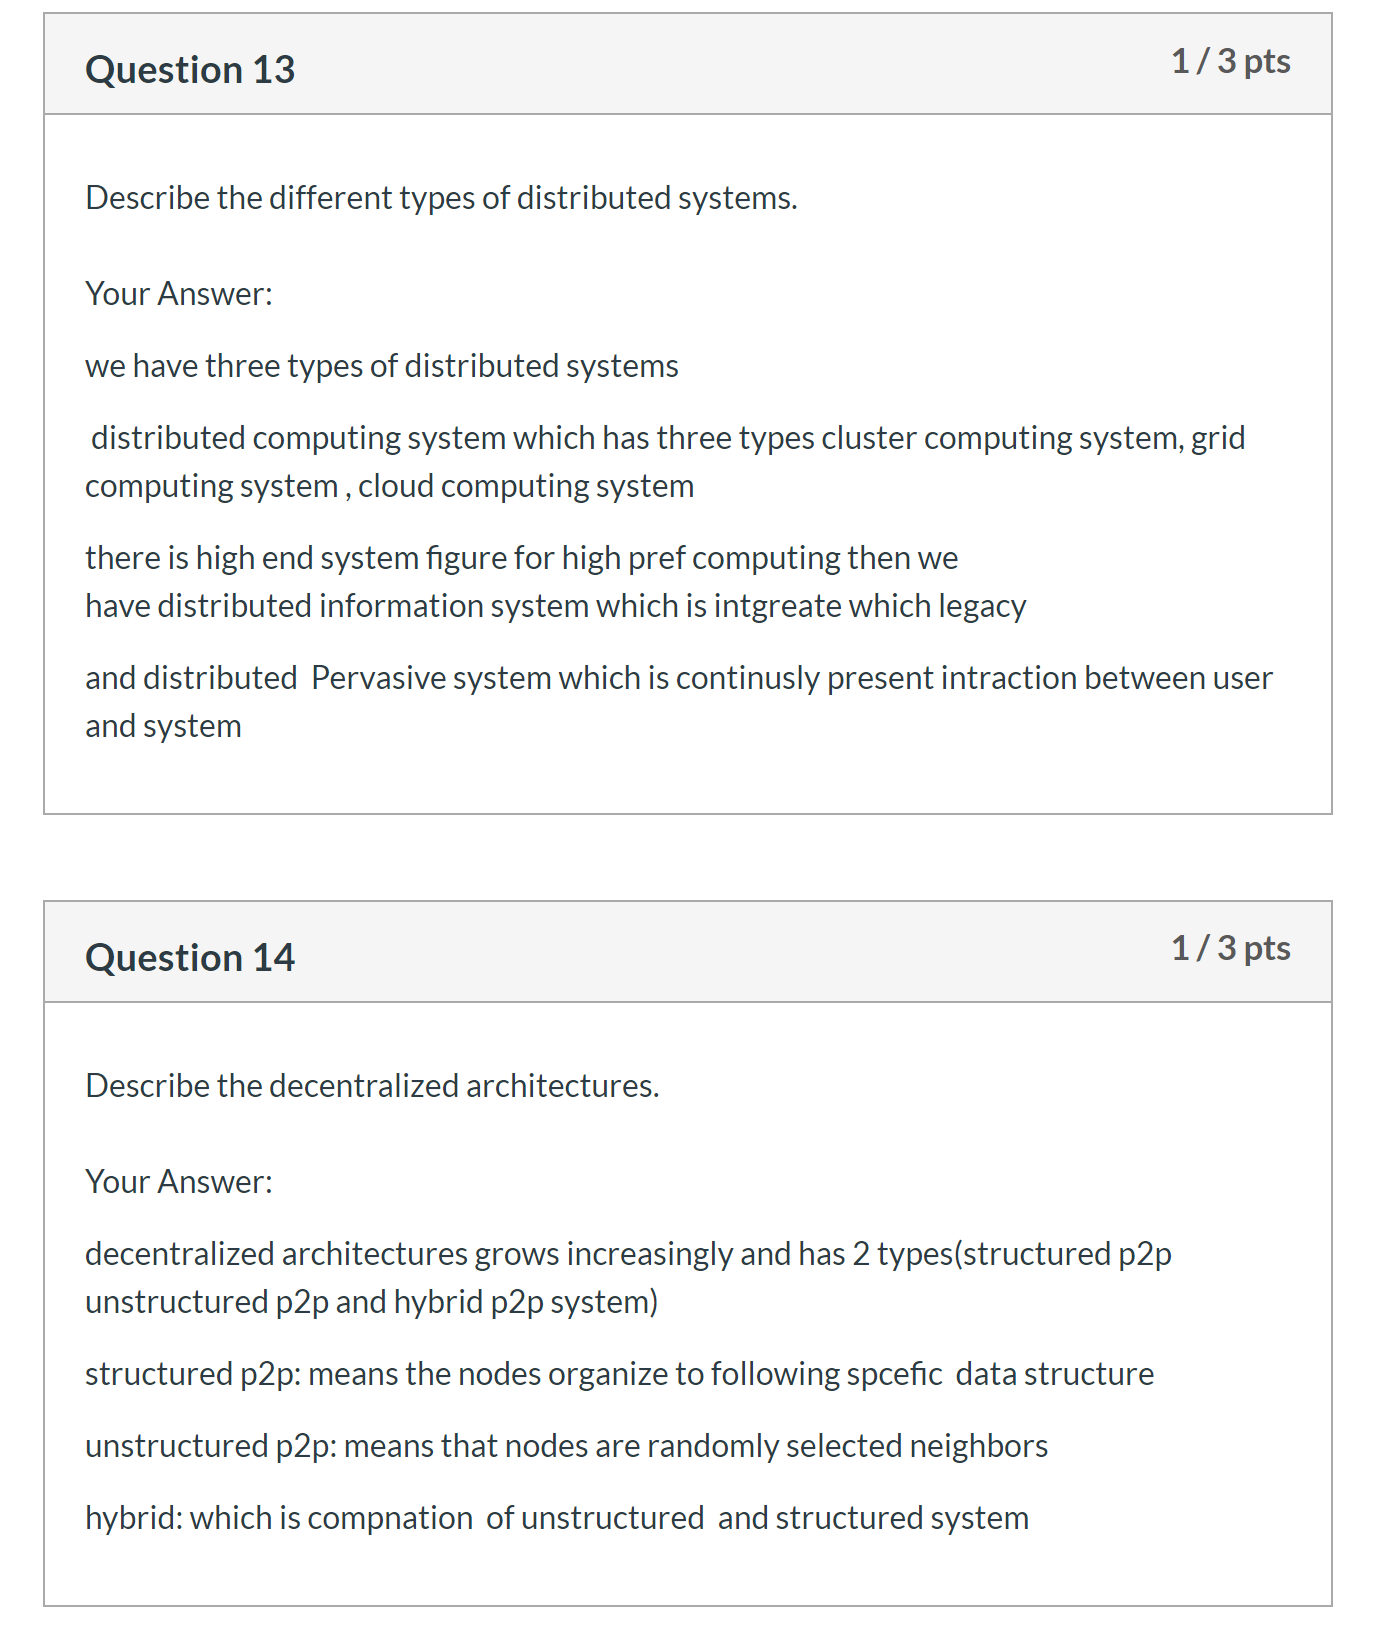 Question 13
1 / 3 pts
Describe the different types of distributed systems.
Your Answer:
we have three types of distributed systems
distributed computing system which has three types cluster computing system, grid
computing system , cloud computing system
there is high end system figure for high pref computing then we
have distributed information system which is intgreate which legacy
and distributed  Pervasive system which is continusly present intraction between user
and system
Question 14
1 / 3 pts
Describe the decentralized architectures.
Your Answer:
decentralized architectures grows increasingly and has 2 types(structured p2p
unstructured p2p and hybrid p2p system)
structured p2p: means the nodes organize to following spcefic  data structure
unstructured p2p: means that nodes are randomly selected neighbors
hybrid: which is compnation  of unstructured  and structured system